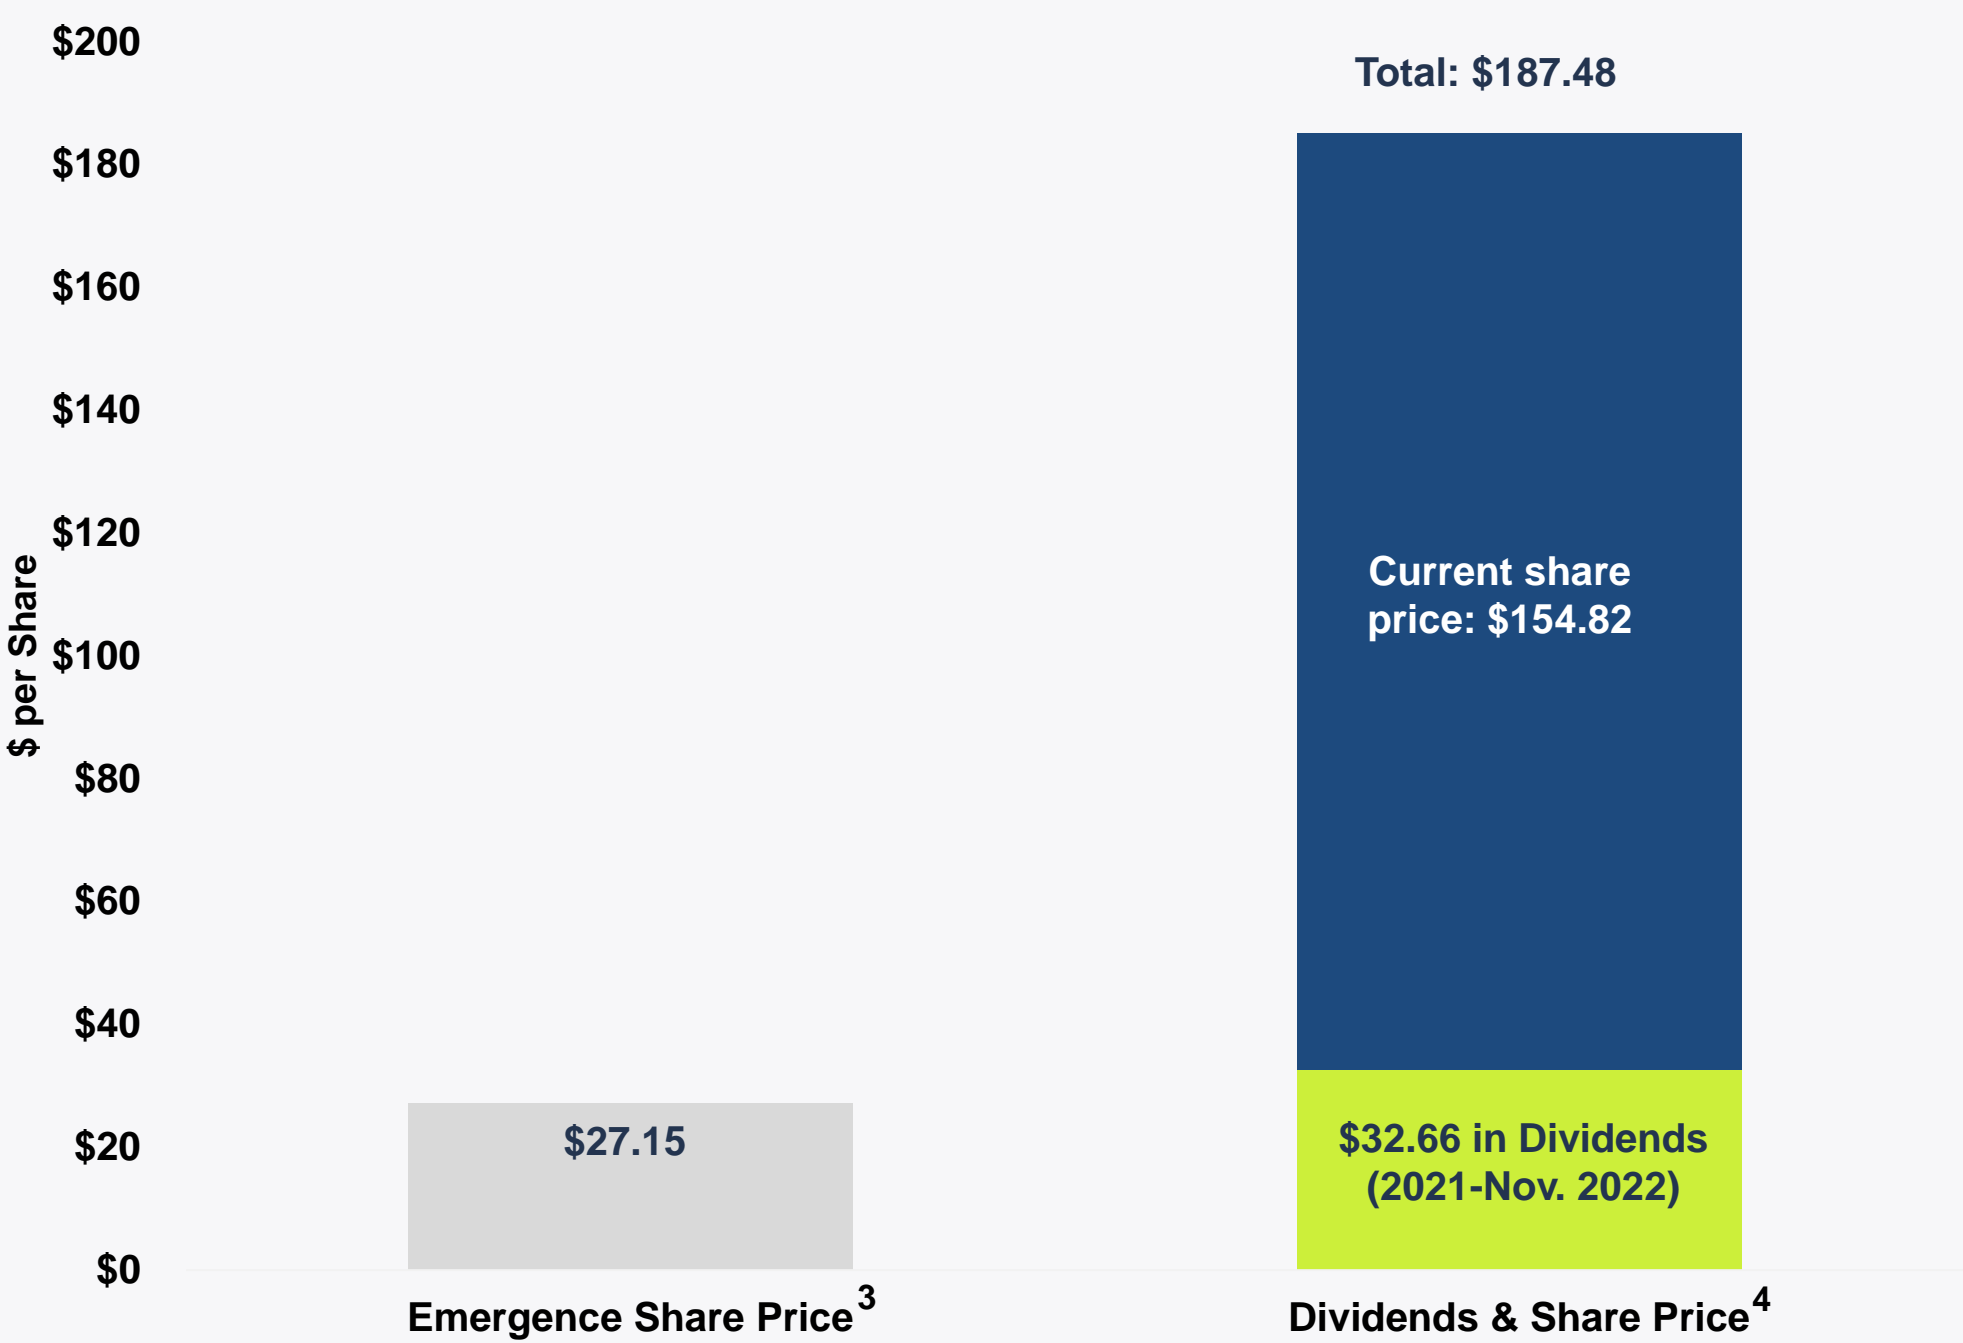 $200
$180
$160
$140
$120
$100
$80
$60
$40
$20
$0
$ per Share
Total: $187.48
Current share
price: $154.82
$27.15
$32.66 in Dividends
(2021-Nov. 2022)
Emergence Share Price3
Dividends & Share Price4